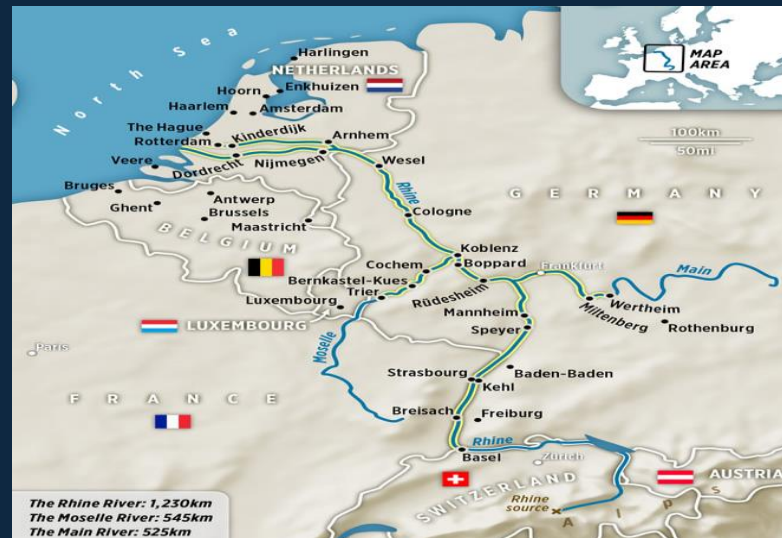 North Sea
Harlingen
NETHERLANDS
Hoorn
Enkhuizen
Haarlem
Amsterdam
The Hague
Kinderdijk
Arnhem
Rotterdam
Veere
Dordrecht
Nijmegen
Wesel
Bruges
Ghent
Antwerp
Brussels
Maastricht
BELGIUM
Rhine
Cologne
GERMANY
MAP
AREA
100km
50mi
Koblenz
Boppard
Cochem
Bernkastel-Kues
Trier
Luxembourg
LUXEMBOURG
Rüdesheim
Frankfurt
Main
Wertheim
Miltenberg
Rothenburg
Mannheim
Speyer
Moselle
Paris
FRANCE
Strasbourg
Kehl
Baden-Baden
Breisach
Freiburg
Rhine
Basel
Zürich
SWITZERLAND
AUSTRIA
Rhine
source
Alps
The Rhine River: 1,230km
The Moselle River: 545km
The Main River: 525km